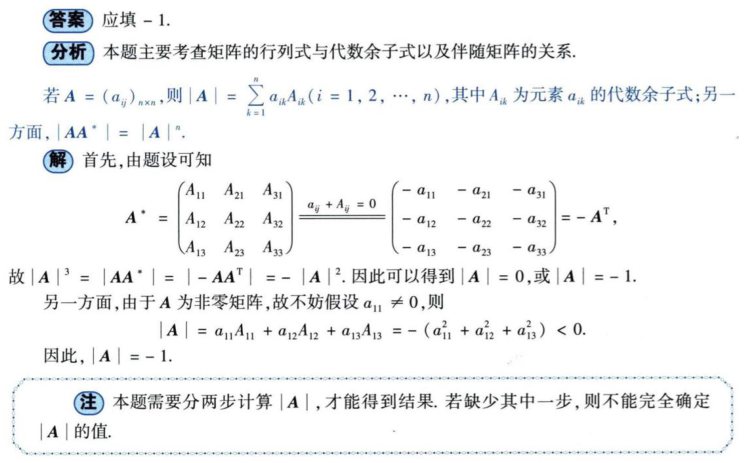 答案 应填 -1.
分析 本题主要考查矩阵的行列式与代数余子式以及伴随矩阵的关系.
若 A = (a_{ij})_{n×n},则 |A| = \sum_{k=1}^{n} a_{ik}A_{ik}(i = 1, 2, …, n),其中 A_{ik} 为元素 a_{ik} 的代数余子式;另一
方面, |AA^*| = |A|^n.
解 首先,由题设可知
A^* = \begin{pmatrix} A_{11} & A_{21} & A_{31} \\ A_{12} & A_{22} & A_{32} \\ A_{13} & A_{23} & A_{33} \end{pmatrix} \xlongequal{a_{ij} + A_{ij} = 0} \begin{pmatrix} -a_{11} & -a_{21} & -a_{31} \\ -a_{12} & -a_{22} & -a_{32} \\ -a_{13} & -a_{23} & -a_{33} \end{pmatrix} = -A^T,
故 |A|^3 = |AA^*| = |-AA^T| = -|A|^2. 因此可以得到 |A| = 0,或 |A| = -1.
另一方面,由于 A 为非零矩阵,故不妨假设 a_{11} ≠ 0,则
|A| = a_{11}A_{11} + a_{12}A_{12} + a_{13}A_{13} = -(a_{11}^2 + a_{12}^2 + a_{13}^2) < 0.
因此, |A| = -1.
注 本题需要分两步计算 |A| ,才能得到结果. 若缺少其中一步,则不能完全确定
|A| 的值.